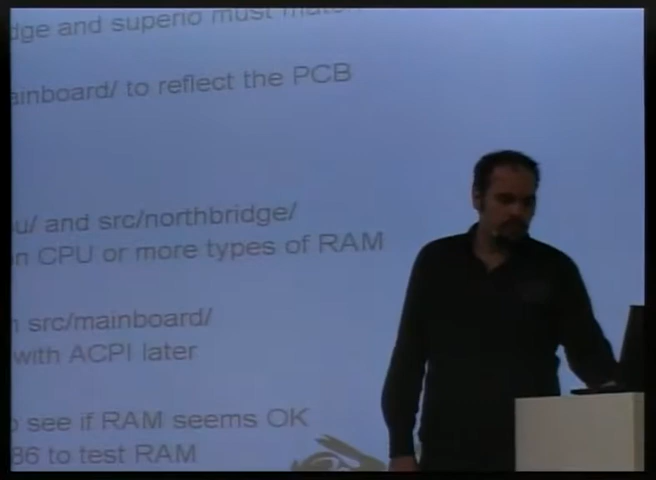 dge and superio must
ainboard/ to reflect the PCB
u/ and src/northbridge/
n CPU or more types of RAM
src/mainboard/
with ACPI later
see if RAM seems OK
86 to test RAM